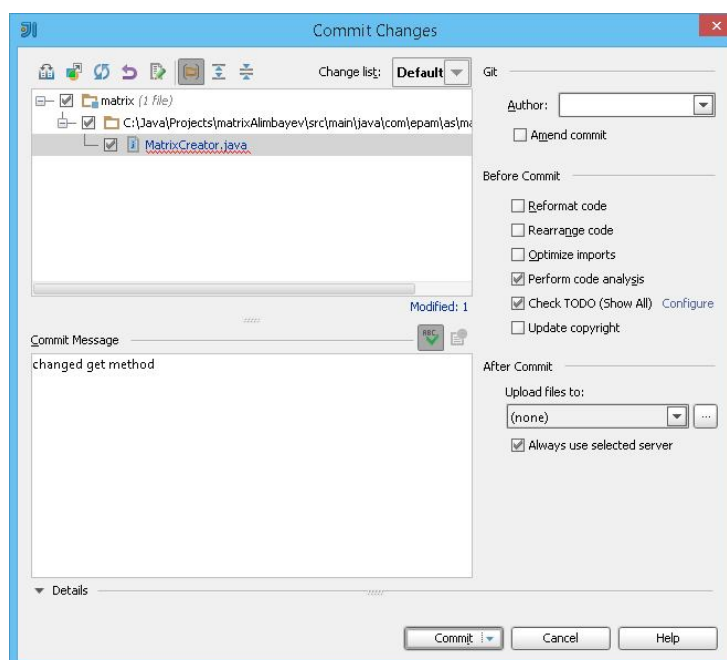 Commit Changes
Change list: Default
matrix (1 file)
C:\Java\Projects\matrixAlimbayev\src\main\java\com\epam\as\ma
MatrixCreator.java
Modified: 1
Commit Message
ABC
changed get method
Details
Git
Author:
Amend commit
Before Commit
Reformat code
Rearrange code
Optimize imports
Perform code analysis
Check TODO (Show All) Configure
Update copyright
After Commit
Upload files to:
(none)
...
Always use selected server
Commit
Cancel
Help